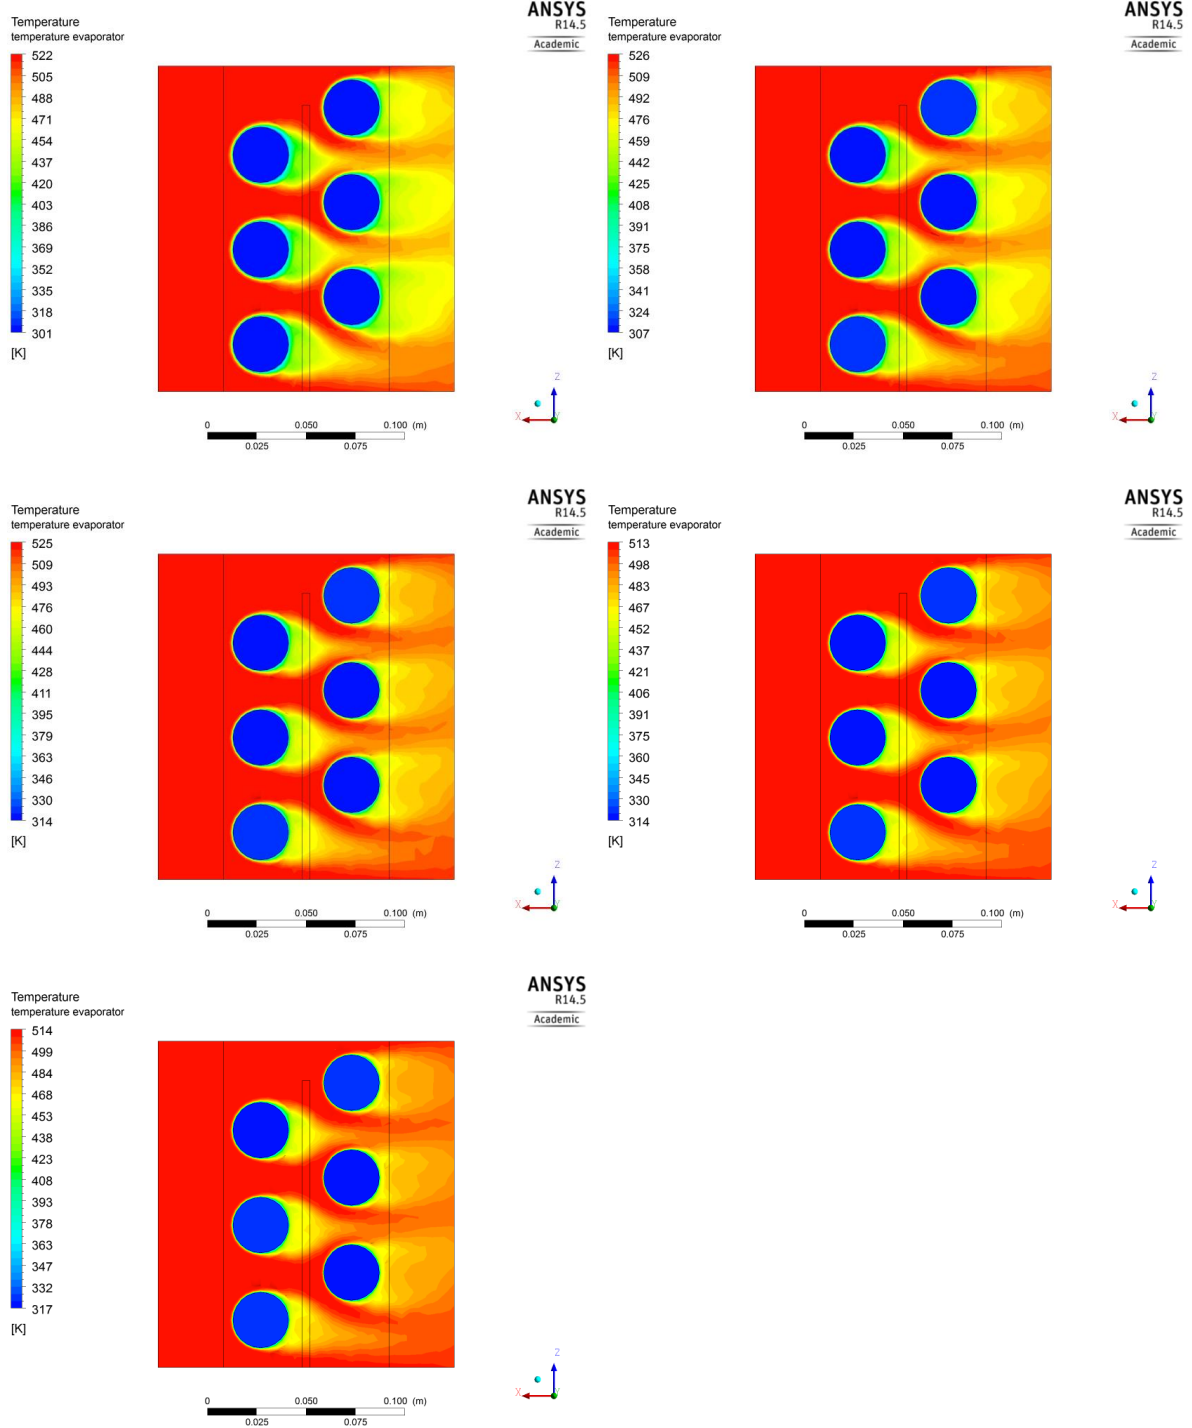 ANSYS
R14.5
Academic
Temperature
temperature evaporator
522
505
488
471
454
437
420
403
386
369
352
335
318
301
[K]
0 0.050 0.100 (m)
0.025 0.075
Z
X
Y
ANSYS
R14.5
Academic
Temperature
temperature evaporator
526
509
492
476
459
442
425
408
391
375
358
341
324
307
[K]
0 0.050 0.100 (m)
0.025 0.075
Z
X
Y
ANSYS
R14.5
Academic
Temperature
temperature evaporator
525
509
493
476
460
444
428
411
395
379
363
346
330
314
[K]
0 0.050 0.100 (m)
0.025 0.075
Z
X
Y
ANSYS
R14.5
Academic
Temperature
temperature evaporator
513
498
483
467
452
437
421
406
391
375
360
345
330
314
[K]
0 0.050 0.100 (m)
0.025 0.075
Z
X
Y
ANSYS
R14.5
Academic
Temperature
temperature evaporator
514
499
484
468
453
438
423
408
393
378
363
347
332
317
[K]
0 0.050 0.100 (m)
0.025 0.075
Z
X
Y